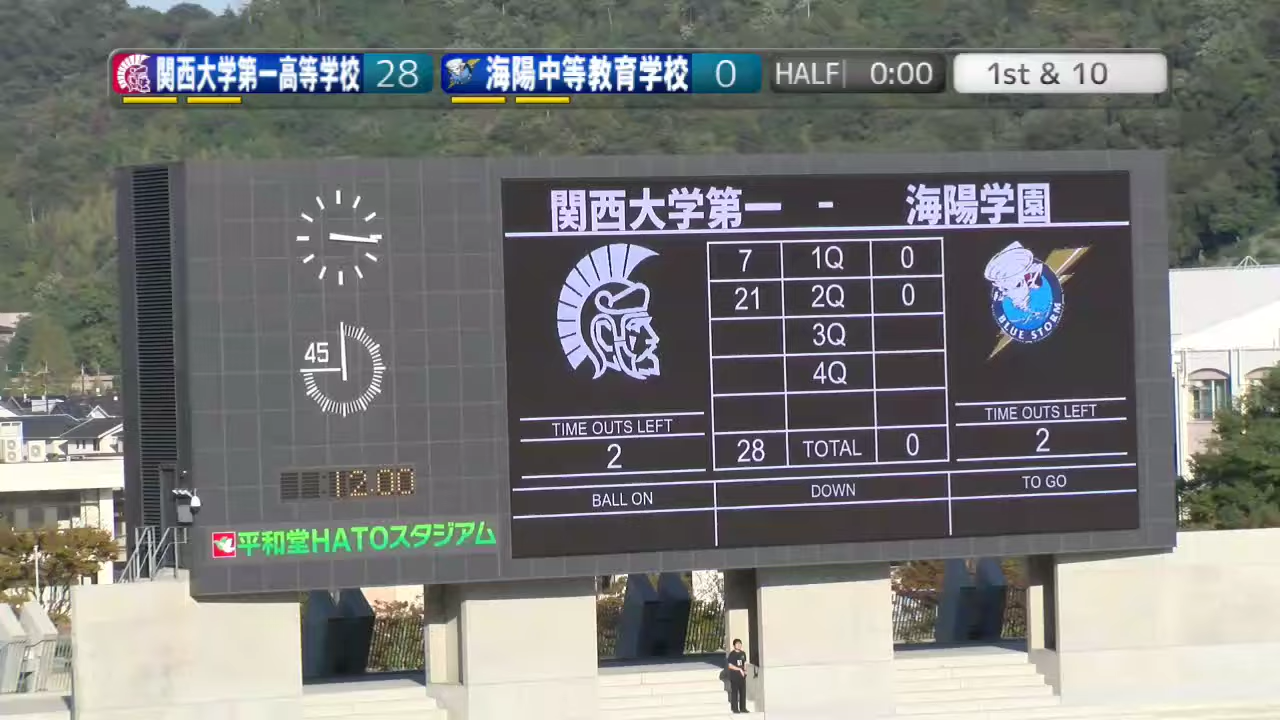 関西大学第一高等学校 28 海陽中等教育学校 0 HALF 0:00 1st & 10
関西大学第一 - 海陽学園
7 1Q 0
21 2Q 0
3Q
4Q
28 TOTAL 0
BLUE STORM
TIME OUTS LEFT
2
TIME OUTS LEFT
2
BALL ON DOWN TO GO
45
12:00
平和堂HATOスタジアム